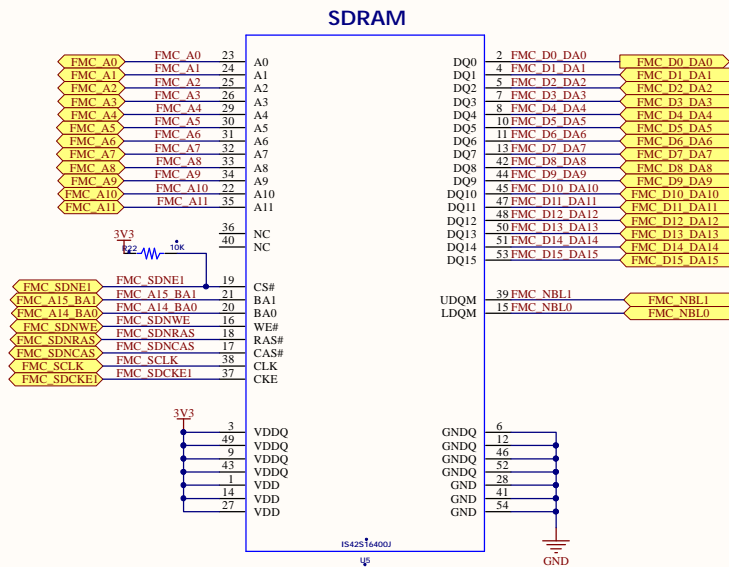 SDRAM
FMC_A0 FMC_A0 23 A0 DQ0 2 FMC_D0_DA0 FMC_D0_DA0
FMC_A1 FMC_A1 24 A1 DQ1 4 FMC_D1_DA1 FMC_D1_DA1
FMC_A2 FMC_A2 25 A2 DQ2 5 FMC_D2_DA2 FMC_D2_DA2
FMC_A3 FMC_A3 26 A3 DQ3 7 FMC_D3_DA3 FMC_D3_DA3
FMC_A4 FMC_A4 29 A4 DQ4 8 FMC_D4_DA4 FMC_D4_DA4
FMC_A5 FMC_A5 30 A5 DQ5 10 FMC_D5_DA5 FMC_D5_DA5
FMC_A6 FMC_A6 31 A6 DQ6 11 FMC_D6_DA6 FMC_D6_DA6
FMC_A7 FMC_A7 32 A7 DQ7 13 FMC_D7_DA7 FMC_D7_DA7
FMC_A8 FMC_A8 33 A8 DQ8 42 FMC_D8_DA8 FMC_D8_DA8
FMC_A9 FMC_A9 34 A9 DQ9 44 FMC_D9_DA9 FMC_D9_DA9
FMC_A10 FMC_A10 22 A10 DQ10 45 FMC_D10_DA10 FMC_D10_DA10
FMC_A11 FMC_A11 35 A11 DQ11 47 FMC_D11_DA11 FMC_D11_DA11
DQ12 48 FMC_D12_DA12 FMC_D12_DA12
36 NC DQ13 50 FMC_D13_DA13 FMC_D13_DA13
40 NC DQ14 51 FMC_D14_DA14 FMC_D14_DA14
3V3 R22 10K DQ15 53 FMC_D15_DA15 FMC_D15_DA15
FMC_SDNE1 FMC_SDNE1 19 CS#
FMC_A15_BA1 FMC_A15_BA1 21 BA1 UDQM 39 FMC_NBL1 FMC_NBL1
FMC_A14_BA0 FMC_A14_BA0 20 BA0 LDQM 15 FMC_NBL0 FMC_NBL0
FMC_SDNWE FMC_SDNWE 16 WE#
FMC_SDNRAS FMC_SDNRAS 18 RAS#
FMC_SDNCAS FMC_SDNCAS 17 CAS#
FMC_SCLK FMC_SCLK 38 CLK
FMC_SDCKE1 FMC_SDCKE1 37 CKE
3V3
3 VDDQ GNDQ 6
49 VDDQ GNDQ 12
9 VDDQ GNDQ 46
43 VDDQ GNDQ 52
1 VDD GND 28
14 VDD GND 41
27 VDD GND 54
IS42S16400J
U5
GND